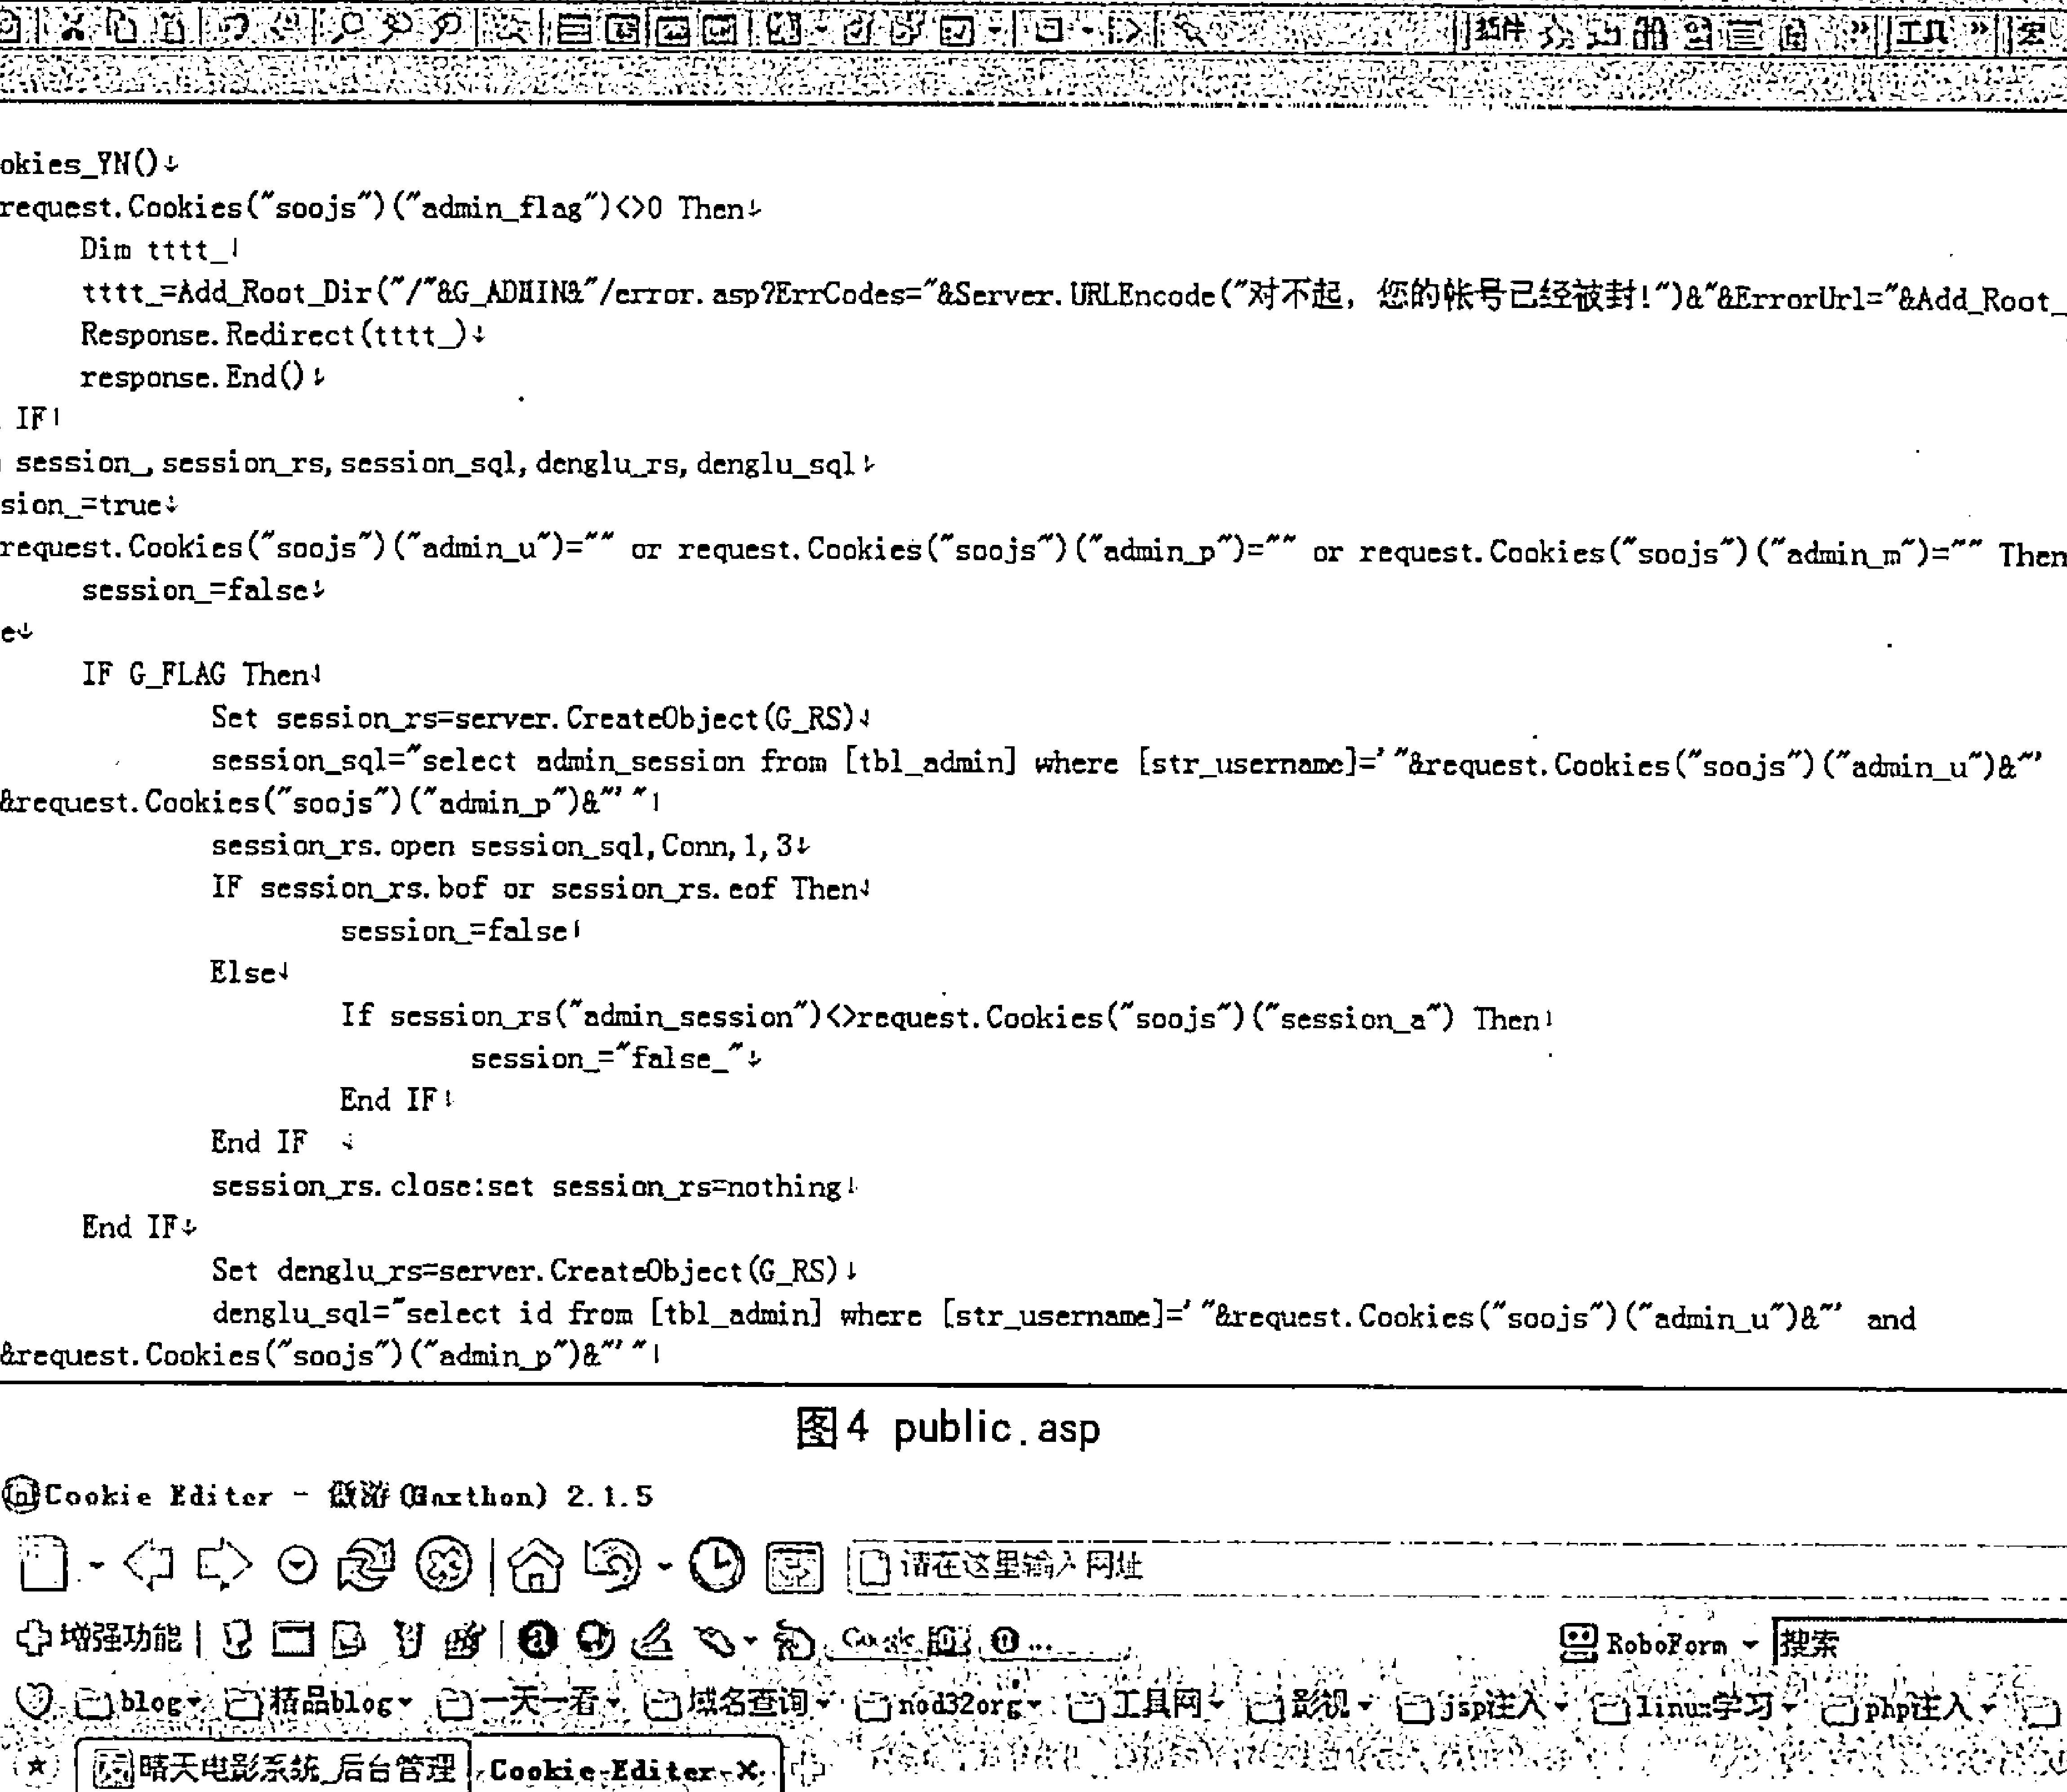 插件 工具 » 宏
okies_YN()
request.Cookies("soojs")("admin_flag")<>0 Then
Dim tttt_
tttt_=Add_Root_Dir("/"&G_ADMIN&"/error.asp?ErrCodes="&Server.URLEncode("对不起，您的帐号已经被封!")&"&ErrorUrl="&Add_Root_
Response.Redirect(tttt_)
response.End()
IF
session_,session_rs,session_sql,denglu_rs,denglu_sql
sion_=true
request.Cookies("soojs")("admin_u")="" or request.Cookies("soojs")("admin_p")="" or request.Cookies("soojs")("admin_m")="" Then
session_=false
e
IF G_FLAG Then
Set session_rs=server.CreateObject(G_RS)
session_sql="select admin_session from [tbl_admin] where [str_username]='"&request.Cookies("soojs")("admin_u")&"'
&request.Cookies("soojs")("admin_p")&"'"
session_rs.open session_sql,Conn,1,3
IF session_rs.bof or session_rs.eof Then
session_=false
Else
If session_rs("admin_session")<>request.Cookies("soojs")("session_a") Then
session_="false_"
End IF
End IF
session_rs.close:set session_rs=nothing
End IF
Set denglu_rs=server.CreateObject(G_RS)
denglu_sql="select id from [tbl_admin] where [str_username]='"&request.Cookies("soojs")("admin_u")&"' and
&request.Cookies("soojs")("admin_p")&"'"
图4 public.asp
Cookie Editor - 傲游(Maxthon) 2.1.5
请在这里输入网址
增强功能 Google RoboForm 搜索
blog 精品blog 一天一看 域名查询 nod32org 工具网 影视 jsp注入 linux学习 php注入
晴天电影系统_后台管理 Cookie Editor